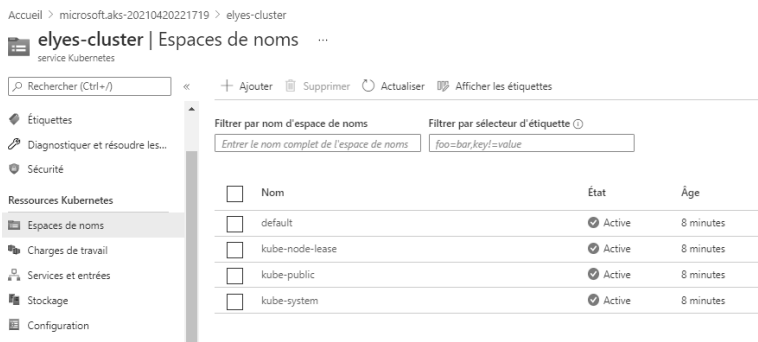 Accueil > microsoft.aks-20210420221719 > elyes-cluster
elyes-cluster | Espaces de noms ...
service Kubernetes
Rechercher (Ctrl+/) «
Étiquettes
Diagnostiquer et résoudre les...
Sécurité
Ressources Kubernetes
Espaces de noms
Charges de travail
Services et entrées
Stockage
Configuration
Ajouter Supprimer Actualiser Afficher les étiquettes
Filtrer par nom d'espace de noms Filtrer par sélecteur d'étiquette
Entrer le nom complet de l'espace de noms foo=bar,key!=value
Nom État Âge
default Active 8 minutes
kube-node-lease Active 8 minutes
kube-public Active 8 minutes
kube-system Active 8 minutes